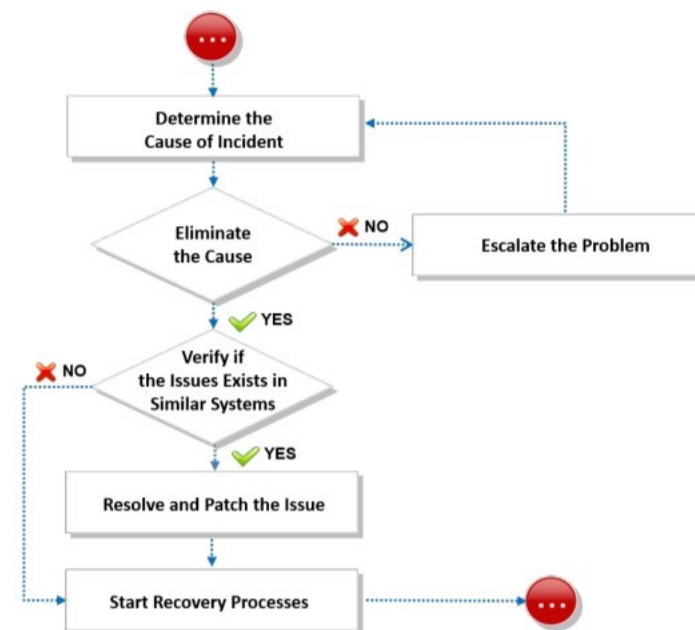 ...
Determine the
Cause of Incident
Eliminate
the Cause
NO
Escalate the Problem
YES
Verify if
the Issues Exists in
Similar Systems
NO
YES
Resolve and Patch the Issue
Start Recovery Processes
...